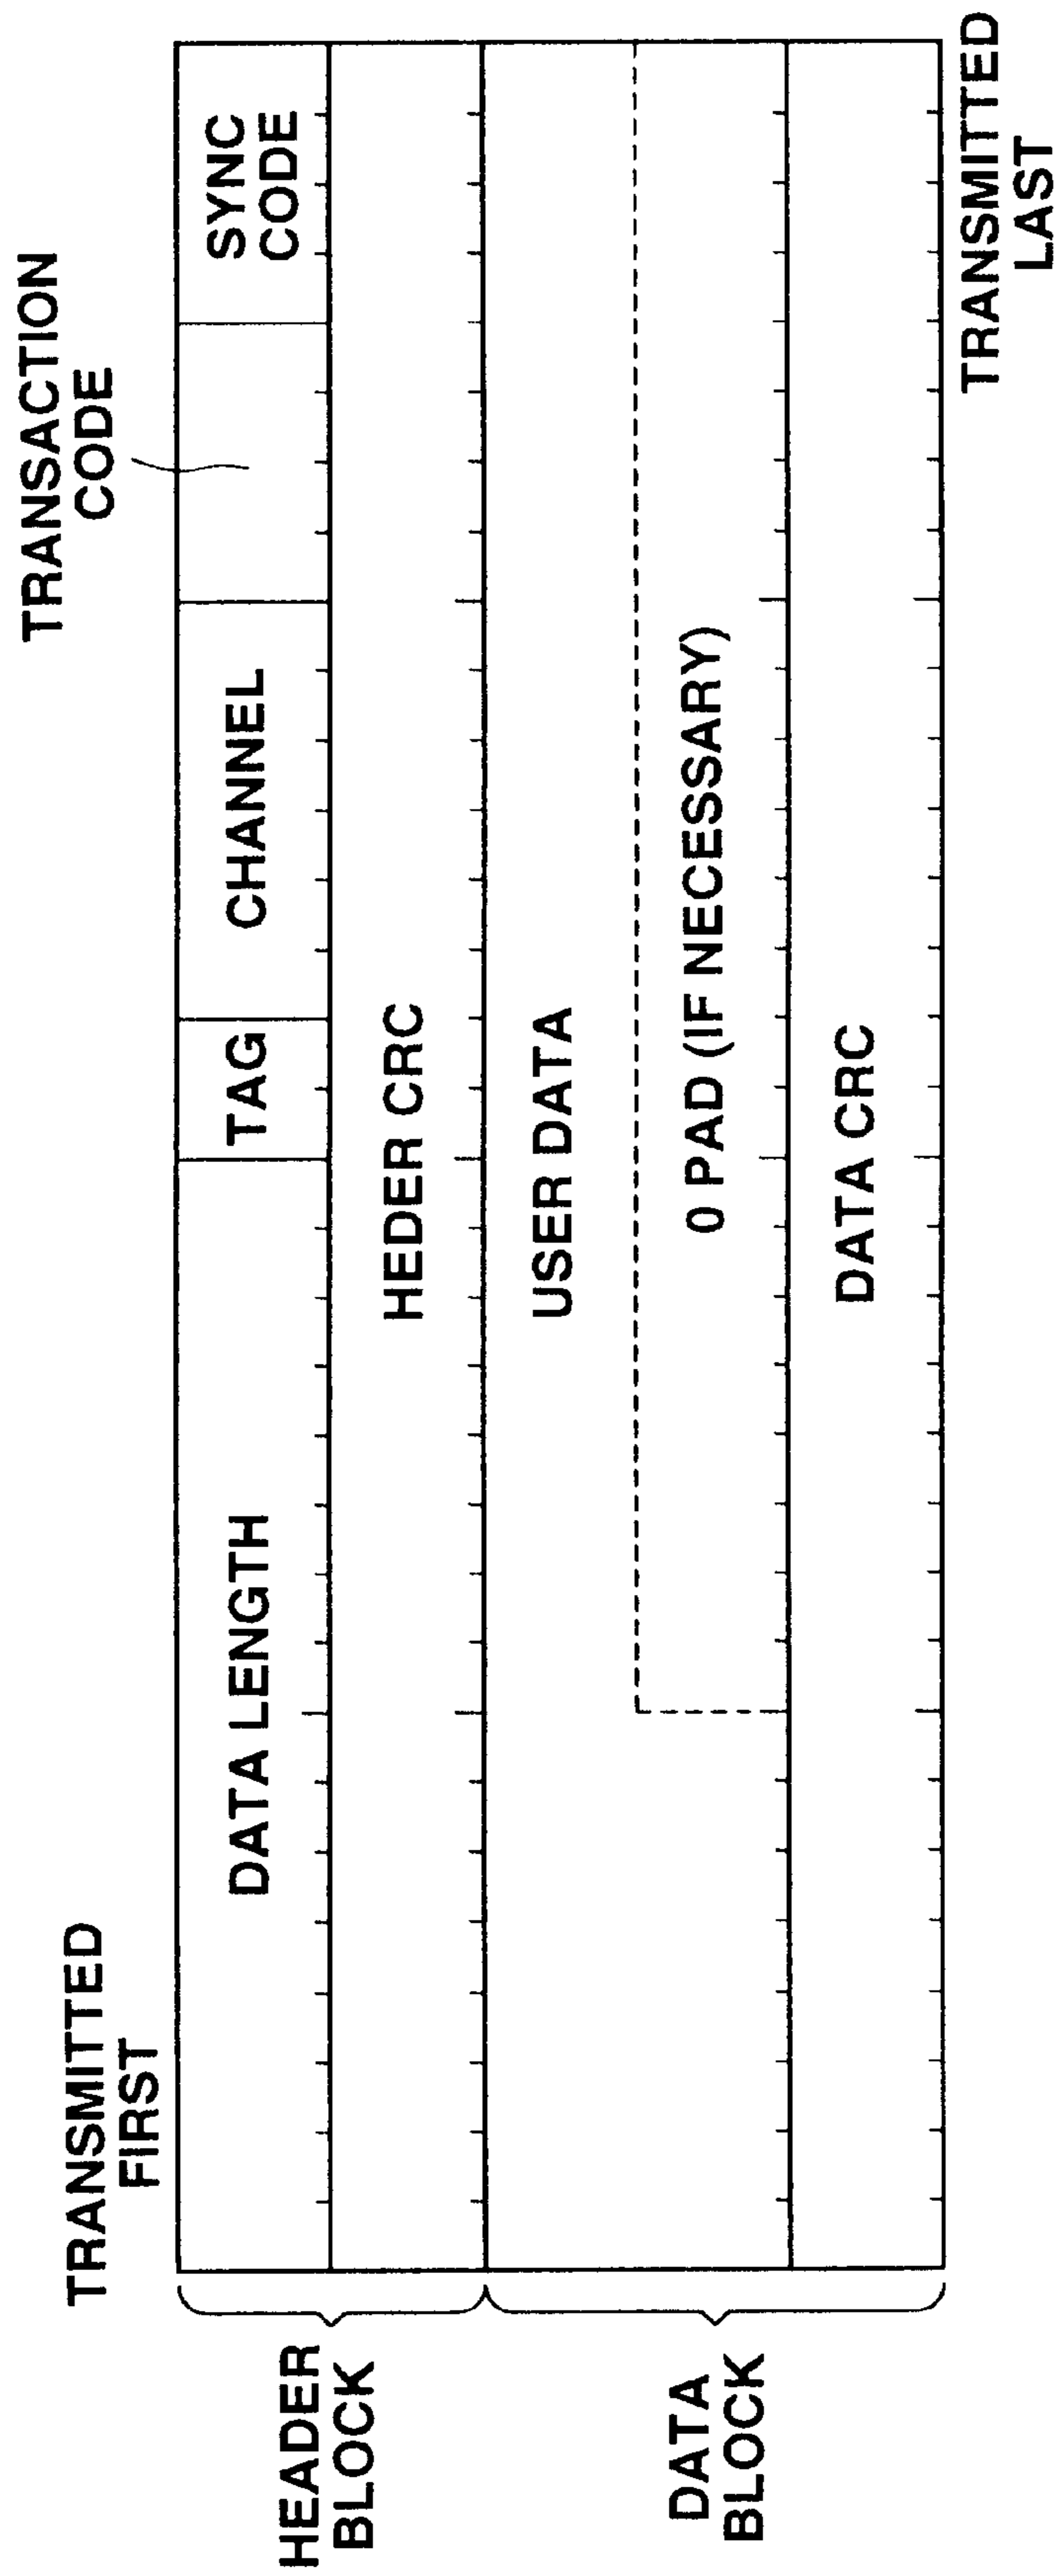 TRANSMITTED
FIRST
TRANSACTION
CODE
HEADER
BLOCK
DATA LENGTH
TAG
CHANNEL
SYNC
CODE
HEDER CRC
DATA
BLOCK
USER DATA
0 PAD (IF NECESSARY)
DATA CRC
TRANSMITTED
LAST